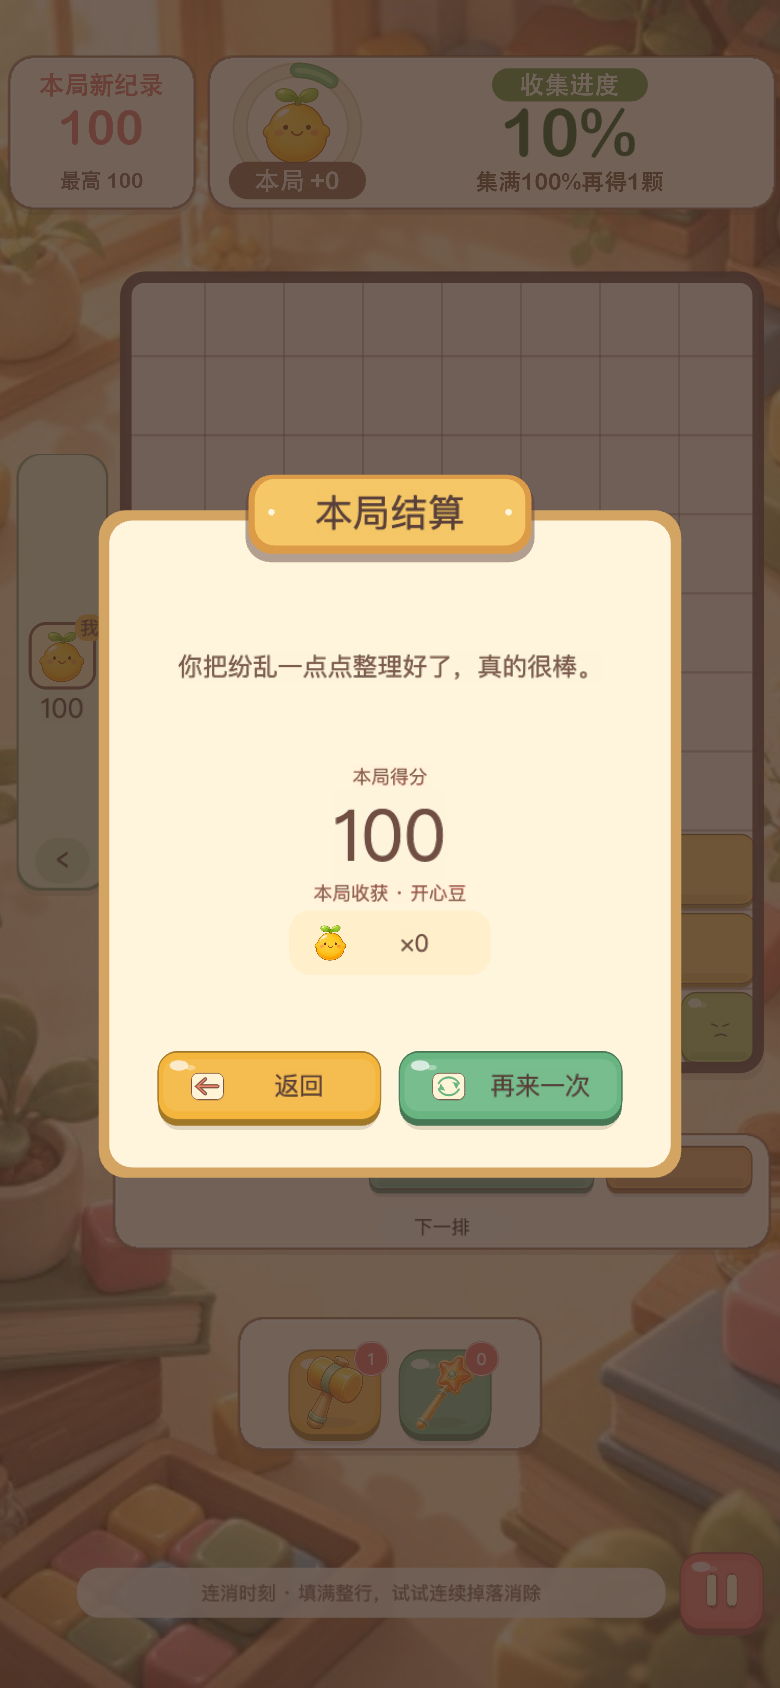 本局新纪录
100
最高 100
本局 +0
收集进度
10%
集满100%再得1颗
我
100
<
本局结算
你把纷乱一点点整理好了，真的很棒。
本局得分
100
本局收获 · 开心豆
×0
返回
再来一次
下一排
1
0
连消时刻 · 填满整行，试试连续掉落消除